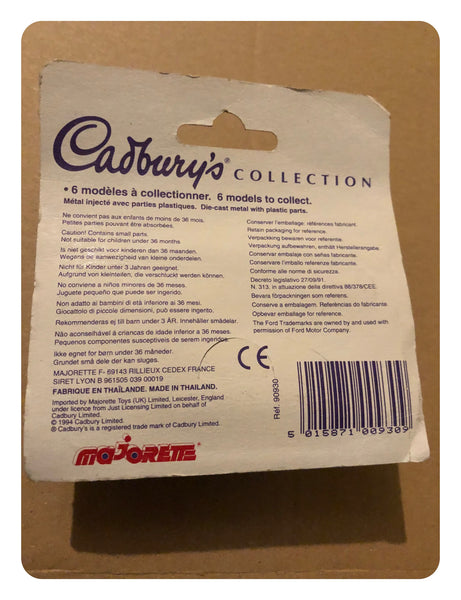 Cadbury's® COLLECTION
• 6 modèles à collectionner. 6 models to collect.
Métal injecté avec parties plastiques. Die-cast metal with plastic parts.
Ne convient pas aux enfants de moins de 36 mois.
Petites parties pouvant être absorbées.
Caution! Contains small parts.
Not suitable for children under 36 months
Is niet geschikt voor kinderen dan 36 maanden.
Wegens de aanwezigheid van kleine onderdelen.
Nicht für Kinder unter 3 Jahren geeignet.
Aufgrund von kleinteilen, die verschluckt werden können.
No conviene a niños minores de 36 meses.
Juguete pequeño que puede ser ingerido.
Non adatto ai bambini di età inferiore ai 36 mesi.
Giocattolo di piccole dimensioni, può essere ingerito.
Rekommenderas ej till barn under 3 ÅR. Innehåller smådelar.
Não aconselhável a criancas de idade inferior a 36 meses.
Pequenos componentes susceptiveis de serem ingerido.
Ikke egnet for barn under 36 måneder.
Grundet små dele der kan sluges.
MAJORETTE F- 69143 RILLIEUX CEDEX FRANCE
SIRET LYON B 961505 039 00019
FABRIQUE EN THAÏLANDE. MADE IN THAILAND.
Imported by Majorette Toys (UK) Limited, Leicester, England
under licence from Just Licensing Limited on behalf of
Cadbury Limited.
© 1994 Cadbury Limited.
® Cadbury's is a registered trade mark of Cadbury Limited.
MAJORETTE®
Conserver l'embalage: références fabricant.
Retain packaging for reference.
Verpackking bewaren voor referentie.
Verpackung aufbewahren, enthält Herstellerangabe.
Conservar embalge con señas fabricante.
Conservare l'imballo referenze fabricante.
Conforme alle norme di sicurezza.
Decreto legislativo 27/09/91.
N. 313. in attuazione della direttiva 88/378/CEE.
Bevara förpackningen som referens.
Conserve a embalagem. Referências do fabricante.
Opbevar emballage for reference.
The Ford Trademarks are owned by and used with
permission of Ford Motor Company.
CE
Réf. 90930
5 015871 009309